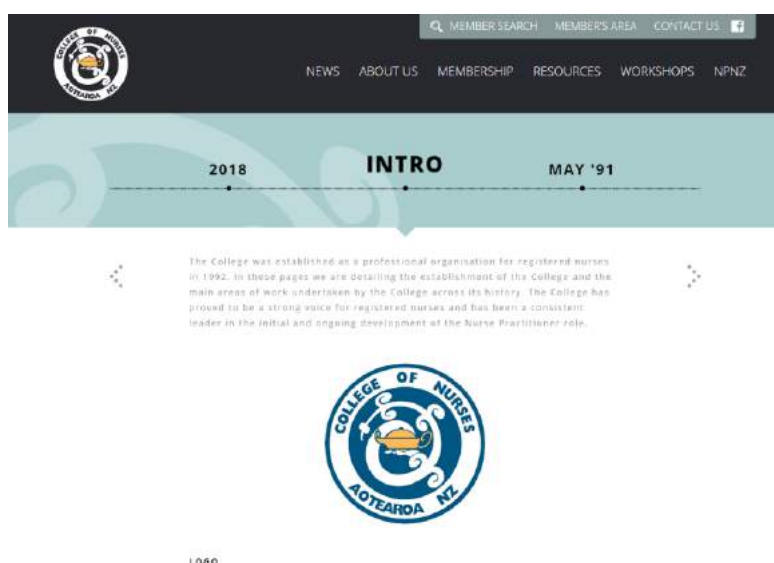 MEMBER SEARCH MEMBER'S AREA CONTACT US
COLLEGE OF NURSES
AOTEAROA NZ
NEWS ABOUT US MEMBERSHIP RESOURCES WORKSHOPS NPNZ
2018 INTRO MAY '91
The College was established as a professional organisation for registered nurses
in 1992. In these pages we are detailing the establishment of the College and the
main areas of work undertaken by the College across its history. The College has
proved to be a strong voice for registered nurses and has been a consistent
leader in the initial and ongoing development of the Nurse Practitioner role.
COLLEGE OF NURSES
AOTEAROA NZ
LOGO